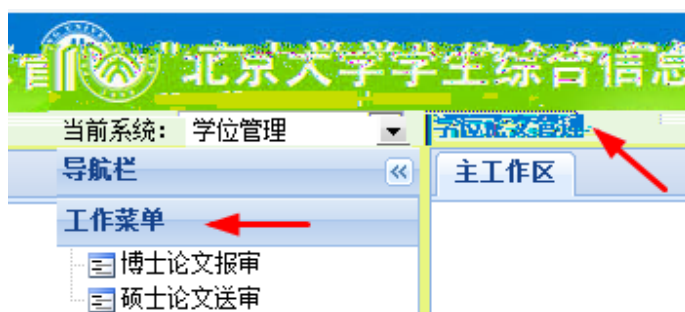 北京大学学生综合信息
当前系统： 学位管理
导航栏
主工作区
工作菜单
博士论文报审
硕士论文送审